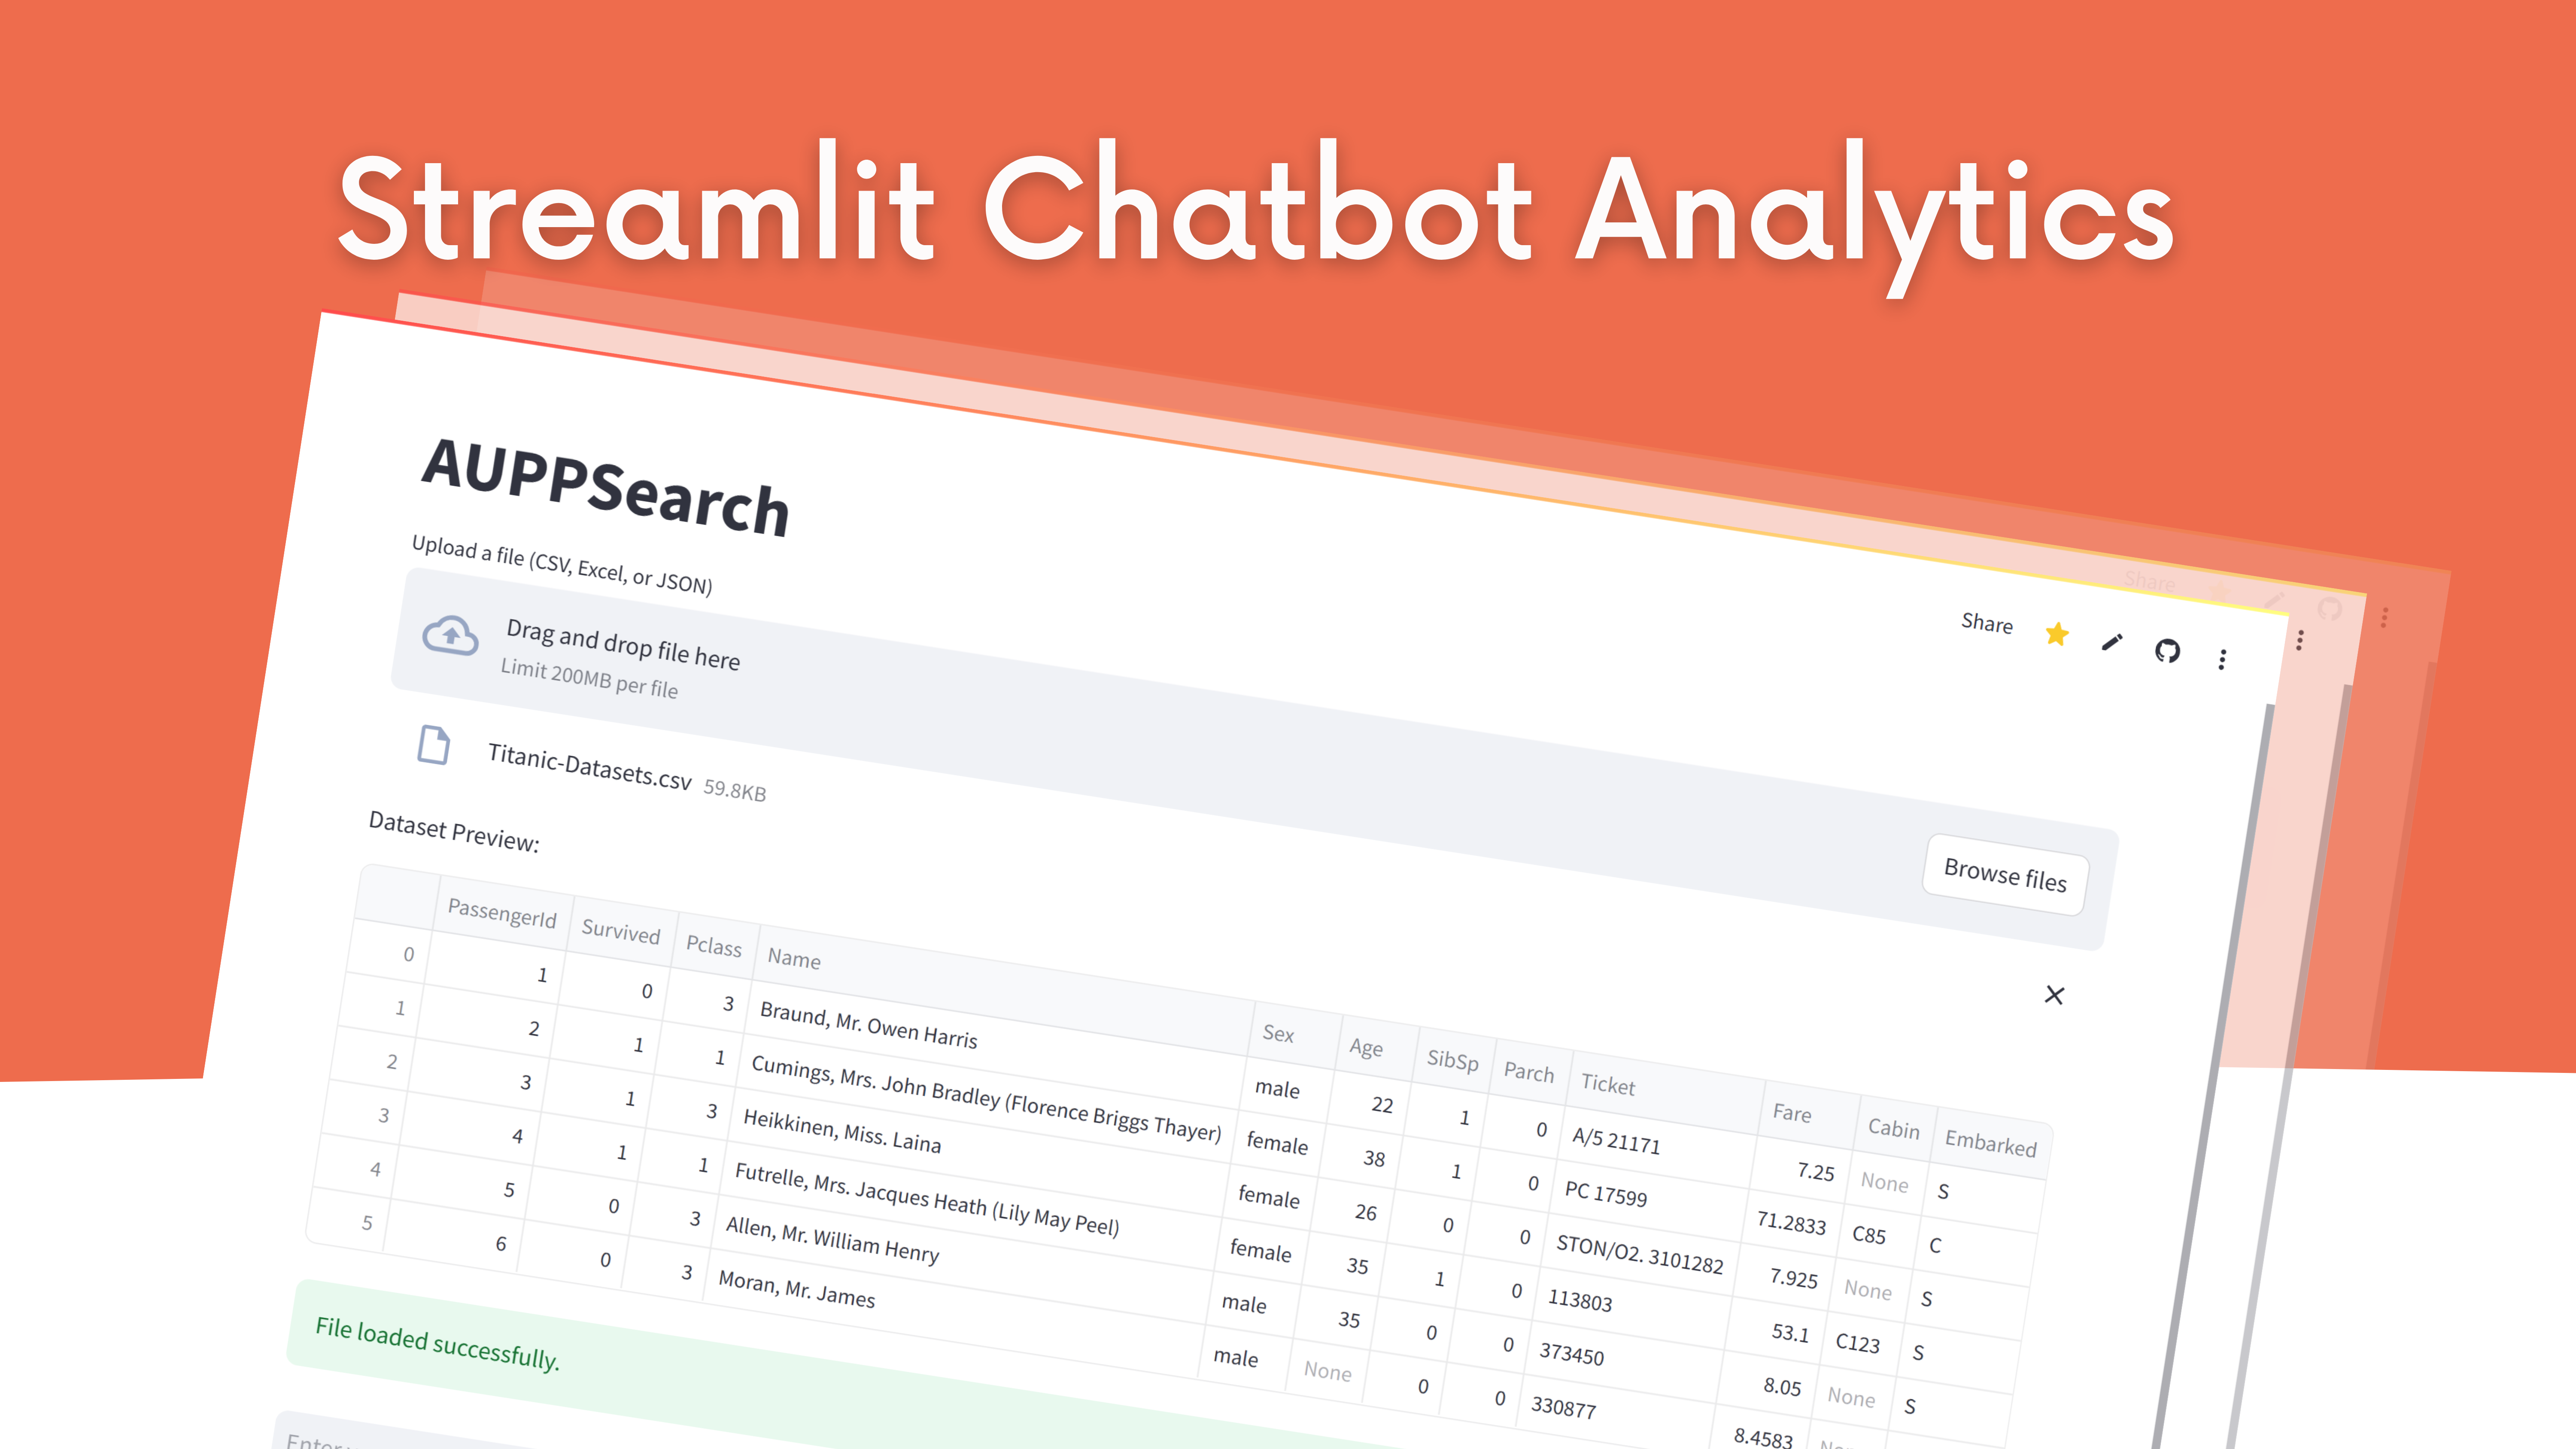 Streamlit Chatbot Analytics
Share
Share
AUPPSearch
Upload a file (CSV, Excel, or JSON)
Drag and drop file here
Limit 200MB per file
Browse files
Titanic-Datasets.csv 59.8KB
Dataset Preview:
PassengerId Survived Pclass Name Sex Age SibSp Parch Ticket Fare Cabin Embarked
0 1 0 3 Braund, Mr. Owen Harris male 22 1 0 A/5 21171 7.25 None S
1 2 1 1 Cumings, Mrs. John Bradley (Florence Briggs Thayer) female 38 1 0 PC 17599 71.2833 C85 C
2 3 1 3 Heikkinen, Miss. Laina female 26 0 0 STON/O2. 3101282 7.925 None S
3 4 1 1 Futrelle, Mrs. Jacques Heath (Lily May Peel) female 35 1 0 113803 53.1 C123 S
4 5 0 3 Allen, Mr. William Henry male 35 0 0 373450 8.05 None S
5 6 0 3 Moran, Mr. James male None 0 0 330877 8.4583
File loaded successfully.